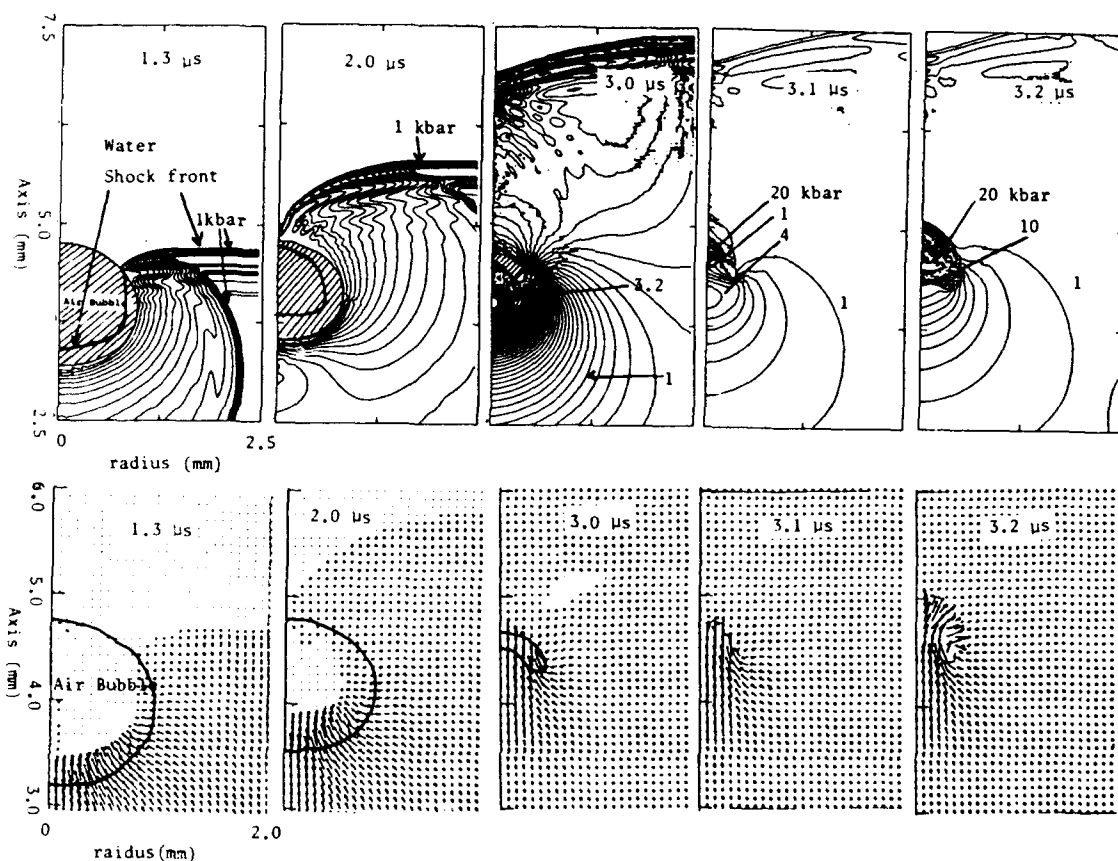 7.5
1.3 µs
2.0 µs
3.0 µs
3.1 µs
3.2 µs
Water
Shock front
1kbar
1 kbar
20 kbar
1
4
20 kbar
10
1
3.2
1
Axis (mm)
5.0
Air Bubble
2.5
0
2.5
radius (mm)
6.0
1.3 µs
2.0 µs
3.0 µs
3.1 µs
3.2 µs
5.0
Axis (mm)
Air Bubble
4.0
3.0
0
2.0
raidus(mm)